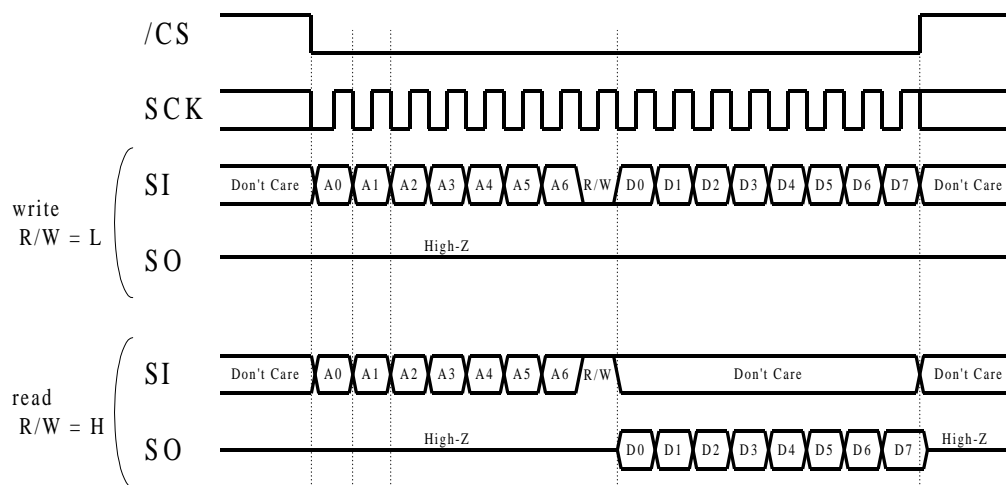 /CS
SCK
SI Don't Care A0 A1 A2 A3 A4 A5 A6 R/W D0 D1 D2 D3 D4 D5 D6 D7 Don't Care
write
R/W = L
SO High-Z
SI Don't Care A0 A1 A2 A3 A4 A5 A6 R/W Don't Care Don't Care
read
R/W = H
SO High-Z D0 D1 D2 D3 D4 D5 D6 D7 High-Z